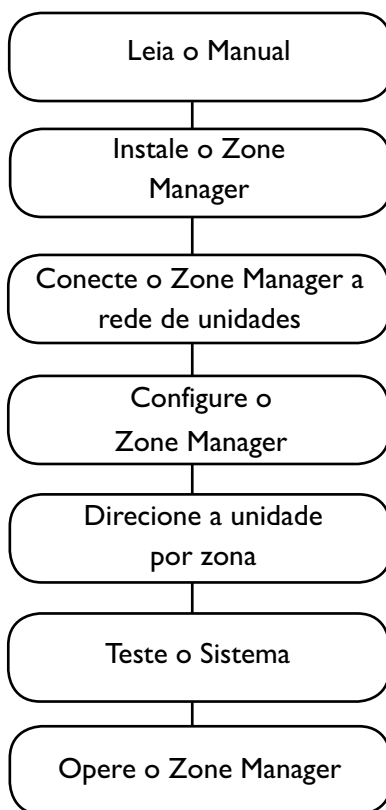 Leia o Manual
Instale o Zone
Manager
Conecte o Zone Manager a
rede de unidades
Configure o
Zone Manager
Direcione a unidade
por zona
Teste o Sistema
Opere o Zone Manager